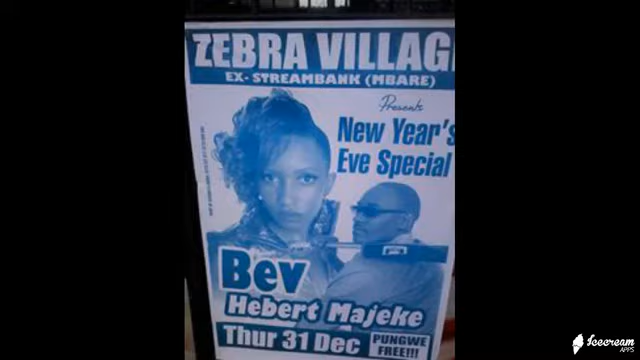 ZEBRA VILLAG
EX- STREAMBANK (MBARE)
Presents
New Year's
Eve Special
Bev
Hebert Majeke
Thur 31 Dec
PUNGWE
FREE!!!
Icecream
APPS